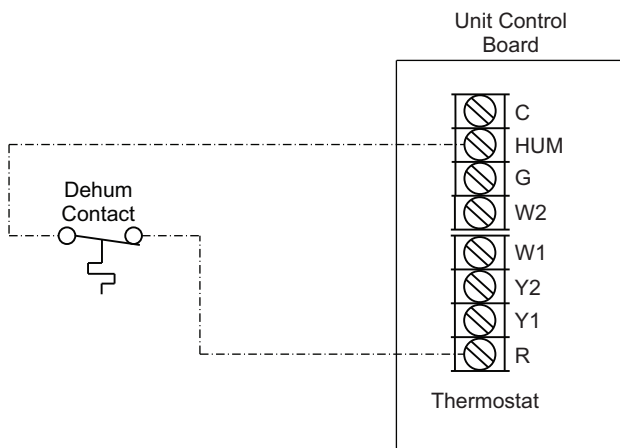 Unit Control
Board
C
HUM
G
Dehum
Contact
W2
W1
Y2
Y1
R
Thermostat